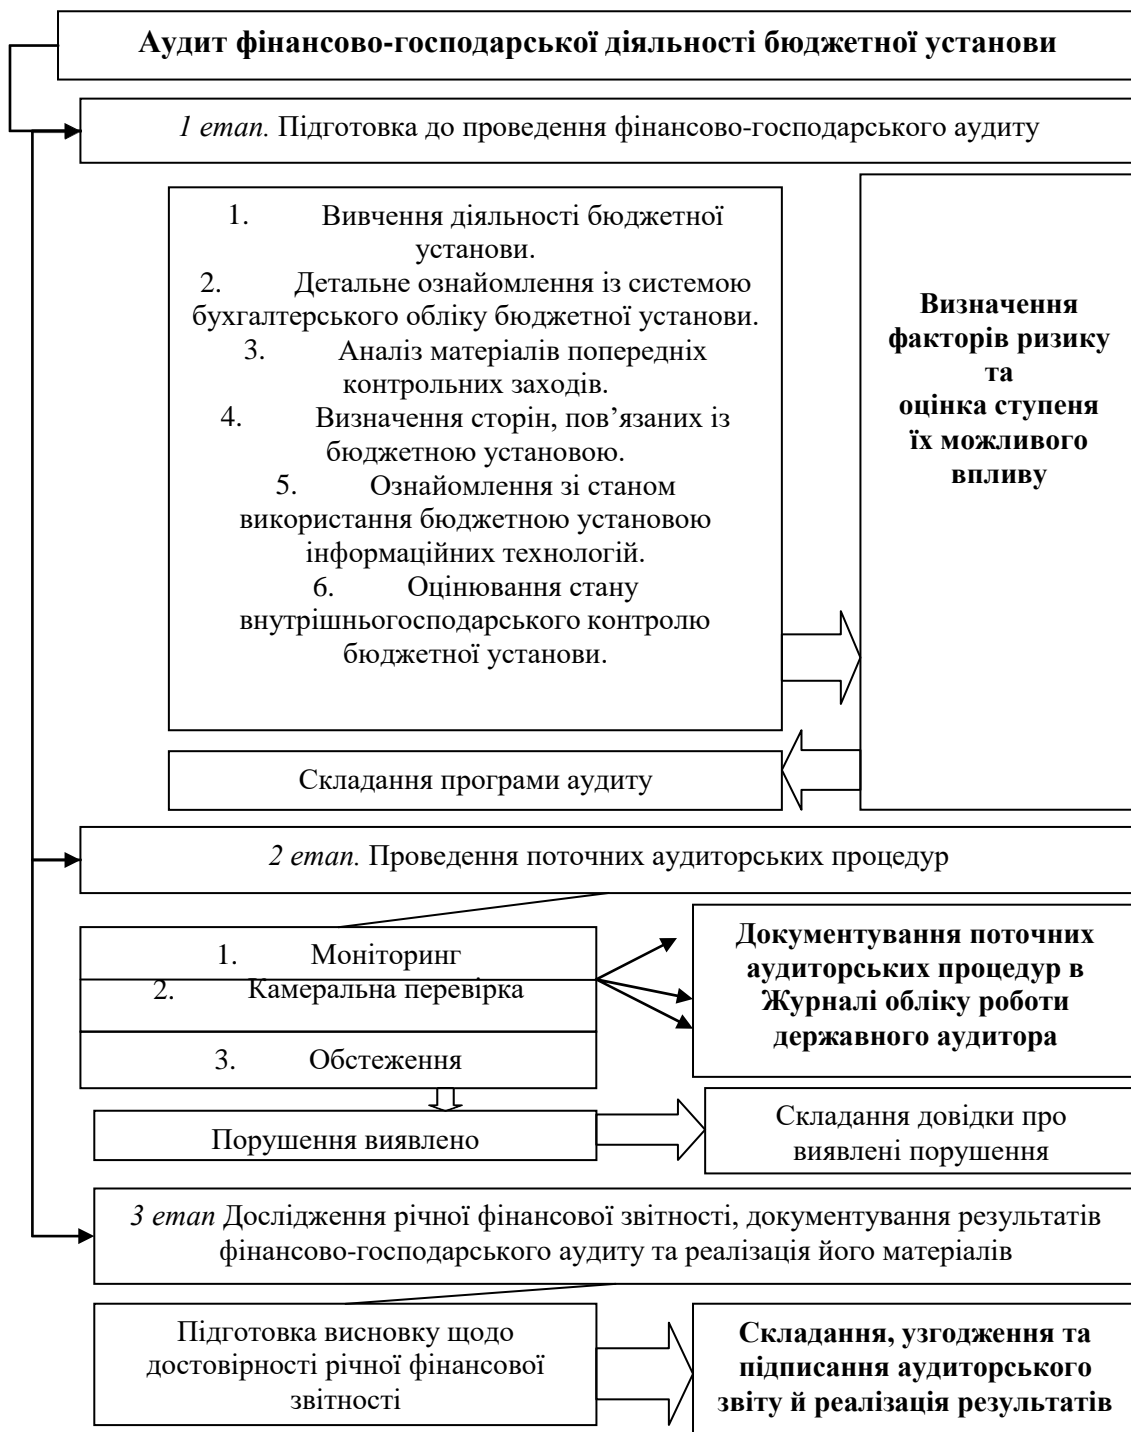 Аудит фінансово-господарської діяльності бюджетної установи
1 етап. Підготовка до проведення фінансово-господарського аудиту
1. Вивчення діяльності бюджетної
установи.
2. Детальне ознайомлення із системою
бухгалтерського обліку бюджетної установи.
3. Аналіз матеріалів попередніх
контрольних заходів.
4. Визначення сторін, пов’язаних із
бюджетною установою.
5. Ознайомлення зі станом
використання бюджетною установою
інформаційних технологій.
6. Оцінювання стану
внутрішньогосподарського контролю
бюджетної установи.
Визначення
факторів ризику
та
оцінка ступеня
їх можливого
впливу
Складання програми аудиту
2 етап. Проведення поточних аудиторських процедур
1. Моніторинг
2. Камеральна перевірка
3. Обстеження
Документування поточних
аудиторських процедур в
Журналі обліку роботи
державного аудитора
Порушення виявлено
Складання довідки про
виявлені порушення
3 етап Дослідження річної фінансової звітності, документування результатів
фінансово-господарського аудиту та реалізація його матеріалів
Підготовка висновку щодо
достовірності річної фінансової
звітності
Складання, узгодження та
підписання аудиторського
звіту й реалізація результатів